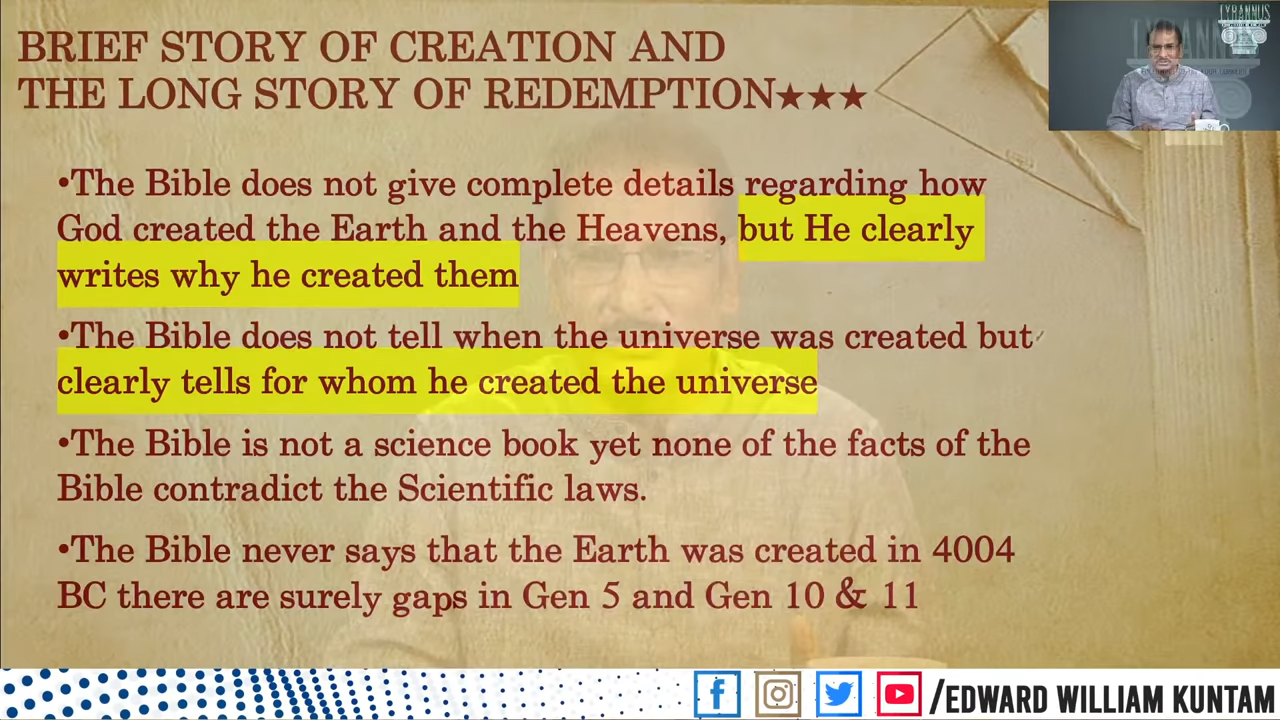 BRIEF STORY OF CREATION AND
THE LONG STORY OF REDEMPTION★★★
TYRANNUS
•The Bible does not give complete details regarding how
God created the Earth and the Heavens, but He clearly
writes why he created them
•The Bible does not tell when the universe was created but
clearly tells for whom he created the universe
•The Bible is not a science book yet none of the facts of the
Bible contradict the Scientific laws.
•The Bible never says that the Earth was created in 4004
BC there are surely gaps in Gen 5 and Gen 10 & 11
/EDWARD WILLIAM KUNTAM